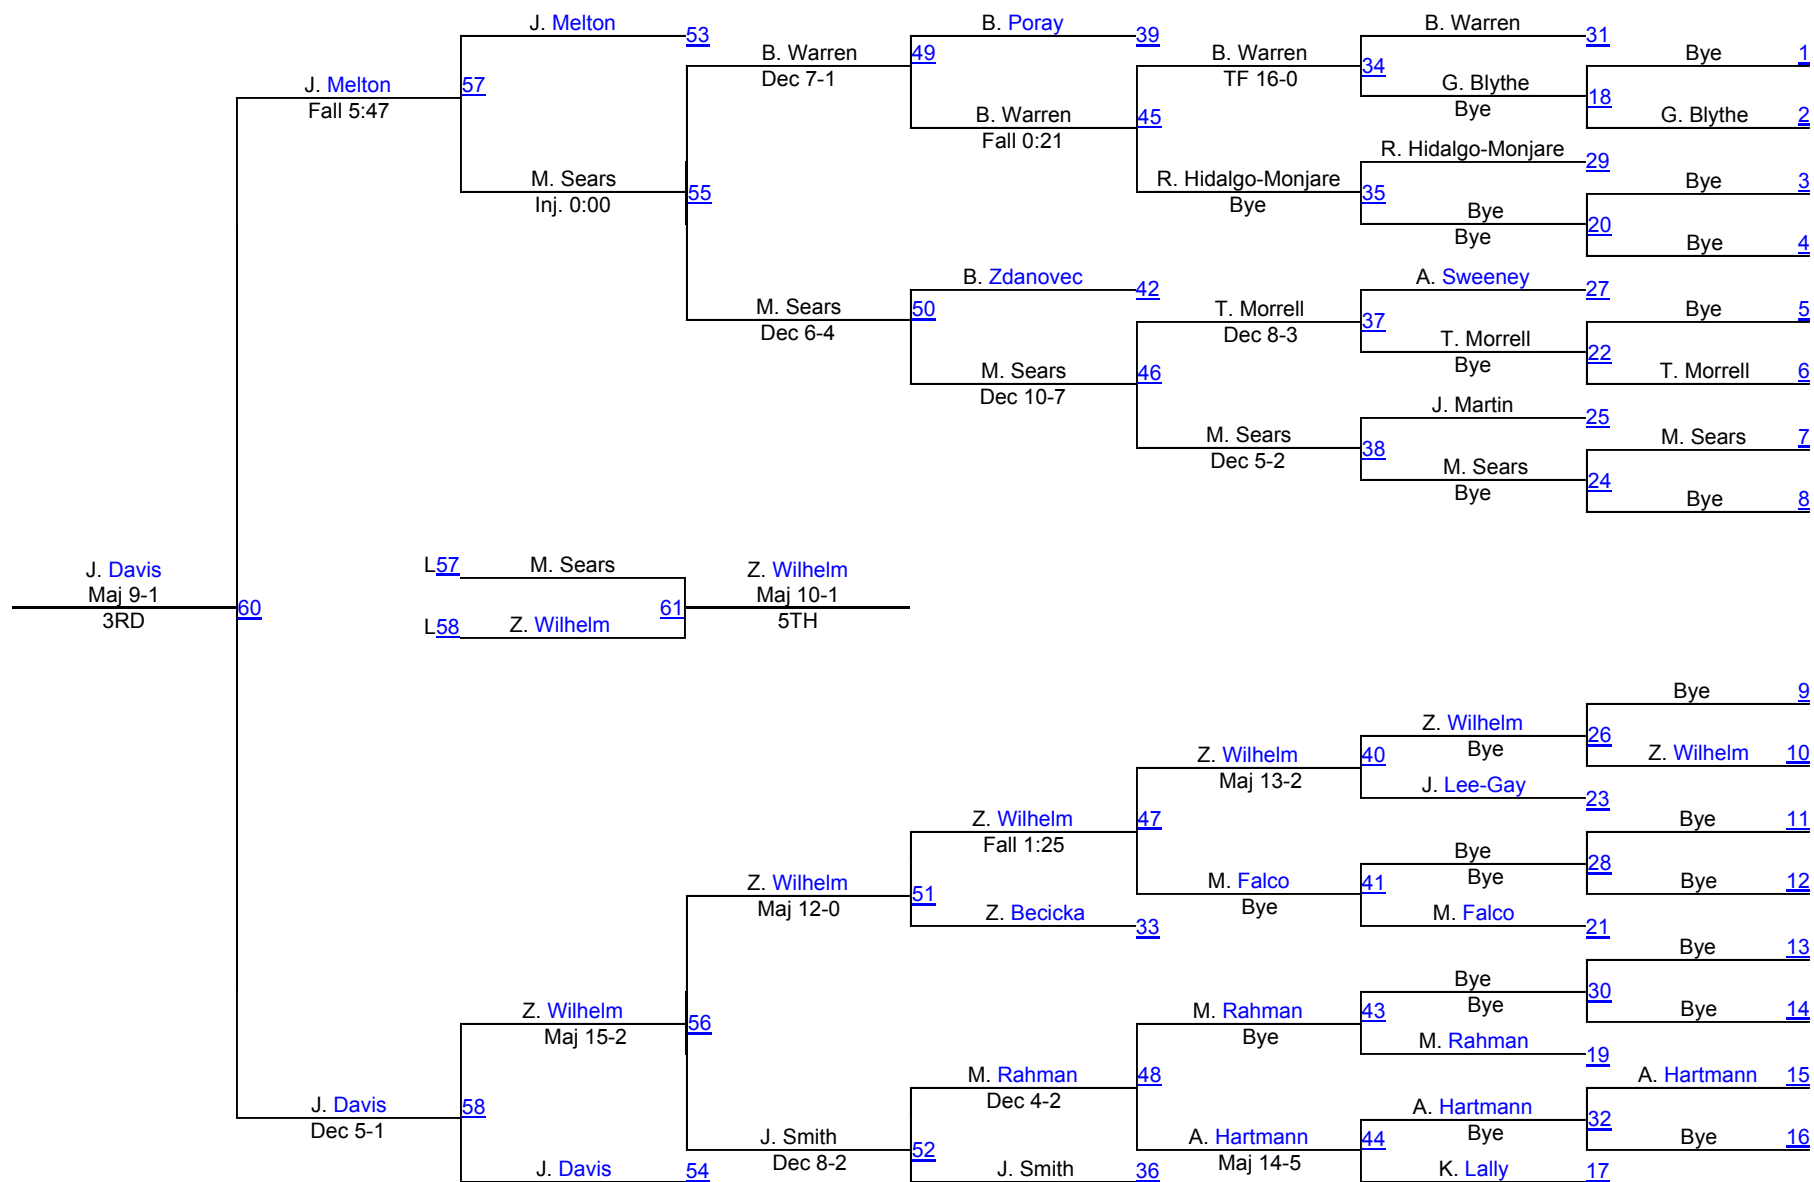 J. Melton
53
B. Poray
39
B. Warren
31
B. Warren
Dec 7-1
49
B. Warren
TF 16-0
34
Bye
1
J. Melton
Fall 5:47
57
G. Blythe
Bye
18
B. Warren
Fall 0:21
45
G. Blythe
2
R. Hidalgo-Monjare
29
M. Sears
Inj. 0:00
55
R. Hidalgo-Monjare
Bye
35
Bye
3
Bye
Bye
20
Bye
4
B. Zdanovec
42
A. Sweeney
27
M. Sears
Dec 6-4
50
T. Morrell
Dec 8-3
37
Bye
5
T. Morrell
Bye
22
M. Sears
Dec 10-7
46
T. Morrell
6
J. Martin
25
M. Sears
Dec 5-2
38
M. Sears
7
M. Sears
Bye
24
Bye
8
J. Davis
Maj 9-1
3RD
60
L57
M. Sears
Z. Wilhelm
Maj 10-1
5TH
61
L58
Z. Wilhelm
Bye
9
Z. Wilhelm
Bye
26
Z. Wilhelm
Maj 13-2
40
Z. Wilhelm
10
J. Lee-Gay
23
Z. Wilhelm
Fall 1:25
47
Bye
11
Bye
Bye
28
Z. Wilhelm
Maj 12-0
51
M. Falco
Bye
41
Bye
12
Z. Becicka
33
M. Falco
21
Bye
13
Bye
Bye
30
Z. Wilhelm
Maj 15-2
56
M. Rahman
Bye
43
Bye
14
M. Rahman
19
M. Rahman
Dec 4-2
48
A. Hartmann
15
J. Davis
Dec 5-1
58
A. Hartmann
Bye
32
J. Smith
Dec 8-2
52
A. Hartmann
Maj 14-5
44
Bye
16
J. Davis
54
J. Smith
36
K. Lally
17